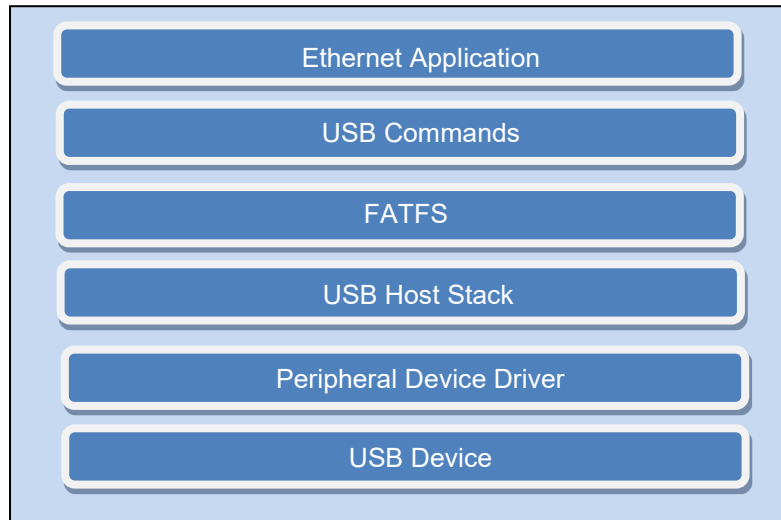 Ethernet Application
USB Commands
FATFS
USB Host Stack
Peripheral Device Driver
USB Device